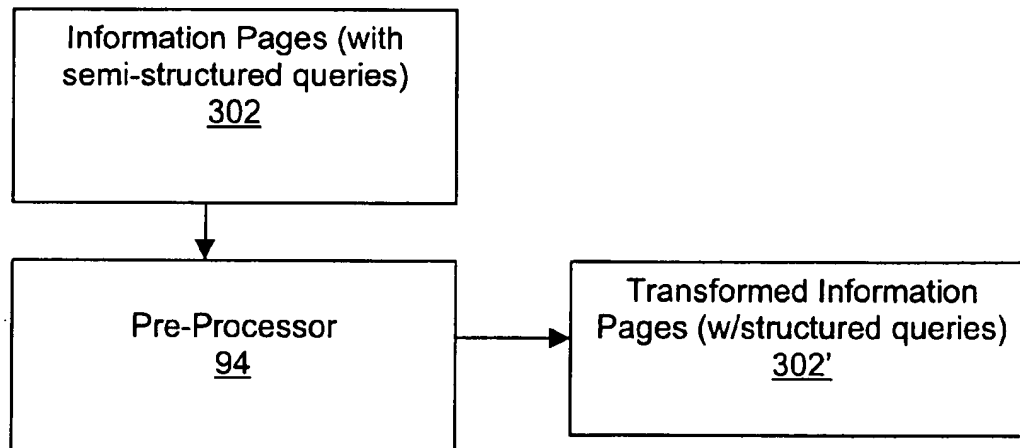 Information Pages (with
semi-structured queries)
302
Pre-Processor
94
Transformed Information
Pages (w/structured queries)
302'